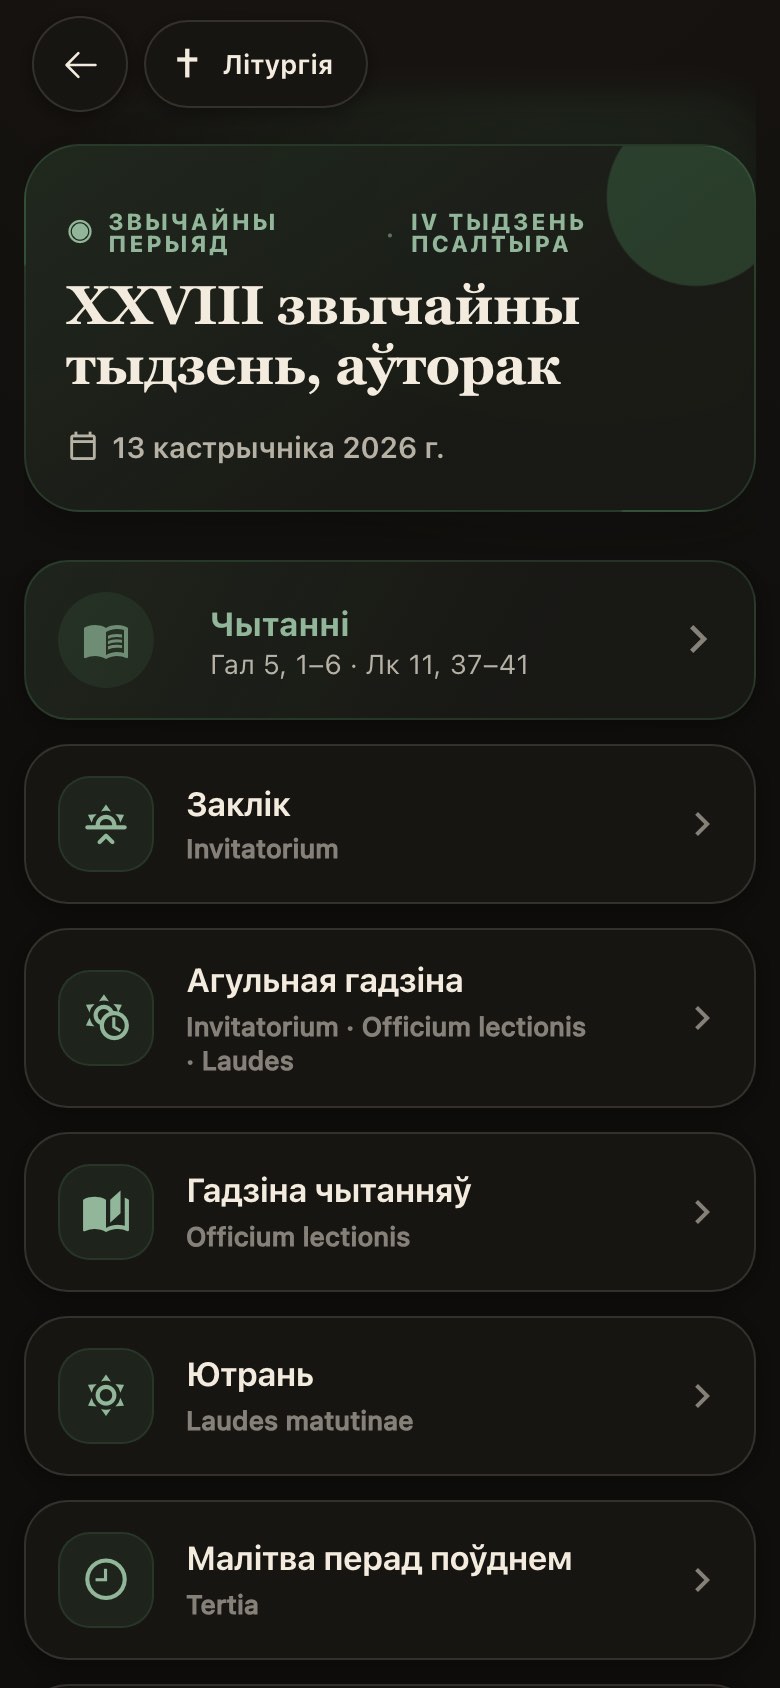 Літургія
ЗВЫЧАЙНЫ ПЕРЫЯД · IV ТЫДЗЕНЬ ПСАЛТЫРА
XXVIII звычайны
тыдзень, аўторак
13 кастрычніка 2026 г.
Чытанні
Гал 5, 1–6 · Лк 11, 37–41
Заклік
Invitatorium
Агульная гадзіна
Invitatorium · Officium lectionis
· Laudes
Гадзіна чытанняў
Officium lectionis
Ютрань
Laudes matutinae
Малітва перад поўднем
Tertia